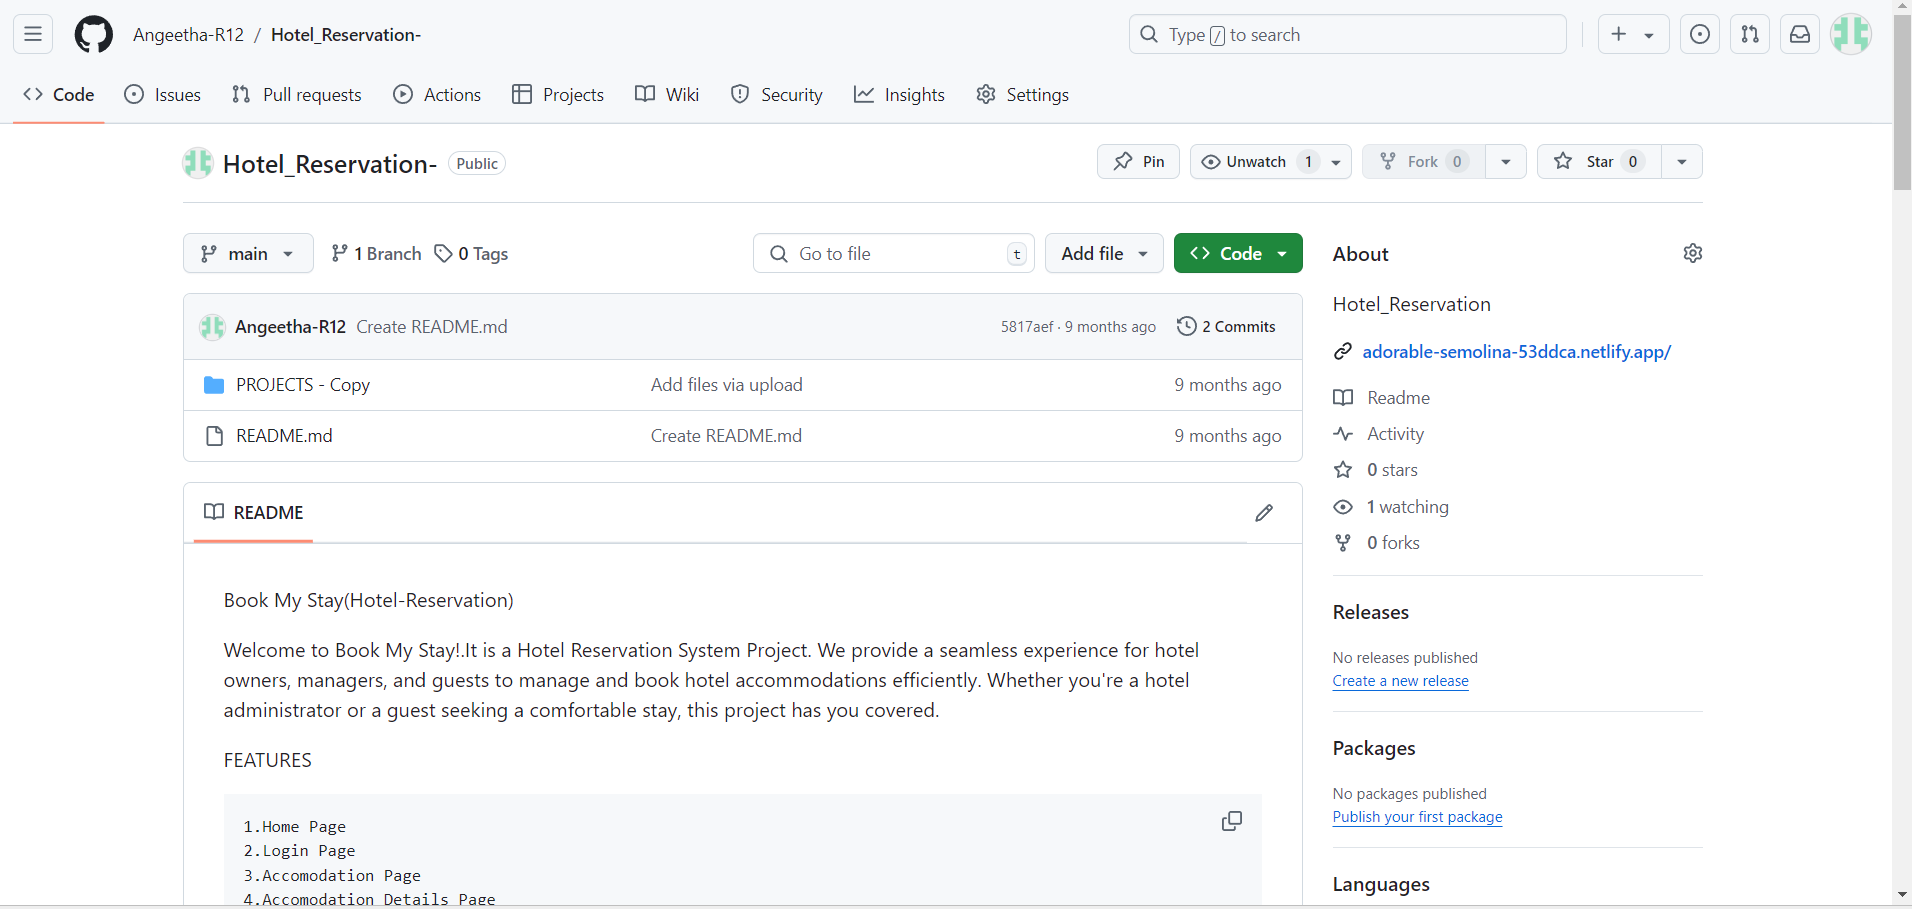 Angeetha-R12 / Hotel_Reservation-
Type / to search
Code Issues Pull requests Actions Projects Wiki Security Insights Settings
Hotel_Reservation- Public
Pin Unwatch 1 Fork 0 Star 0
main 1 Branch 0 Tags
Go to file t Add file Code
Angeetha-R12 Create README.md 5817aef · 9 months ago 2 Commits
PROJECTS - Copy Add files via upload 9 months ago
README.md Create README.md 9 months ago
README
Book My Stay(Hotel-Reservation)
Welcome to Book My Stay!.It is a Hotel Reservation System Project. We provide a seamless experience for hotel
owners, managers, and guests to manage and book hotel accommodations efficiently. Whether you're a hotel
administrator or a guest seeking a comfortable stay, this project has you covered.
FEATURES
1.Home Page
2.Login Page
3.Accomodation Page
4.Accomodation Details Page
About
Hotel_Reservation
adorable-semolina-53ddca.netlify.app/
Readme
Activity
0 stars
1 watching
0 forks
Releases
No releases published
Create a new release
Packages
No packages published
Publish your first package
Languages